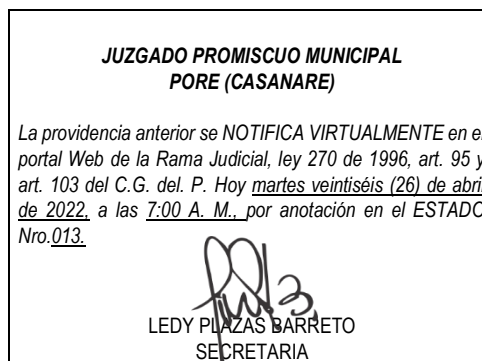 JUZGADO PROMISCUO MUNICIPAL
PORE (CASANARE)
La providencia anterior se NOTIFICA VIRTUALMENTE en el
portal Web de la Rama Judicial, ley 270 de 1996, art. 95 y
art. 103 del C.G. del. P. Hoy martes veintiséis (26) de abril
de 2022, a las 7:00 A. M., por anotación en el ESTADO
Nro.013.
LEDY PLAZAS BARRETO
SECRETARIA